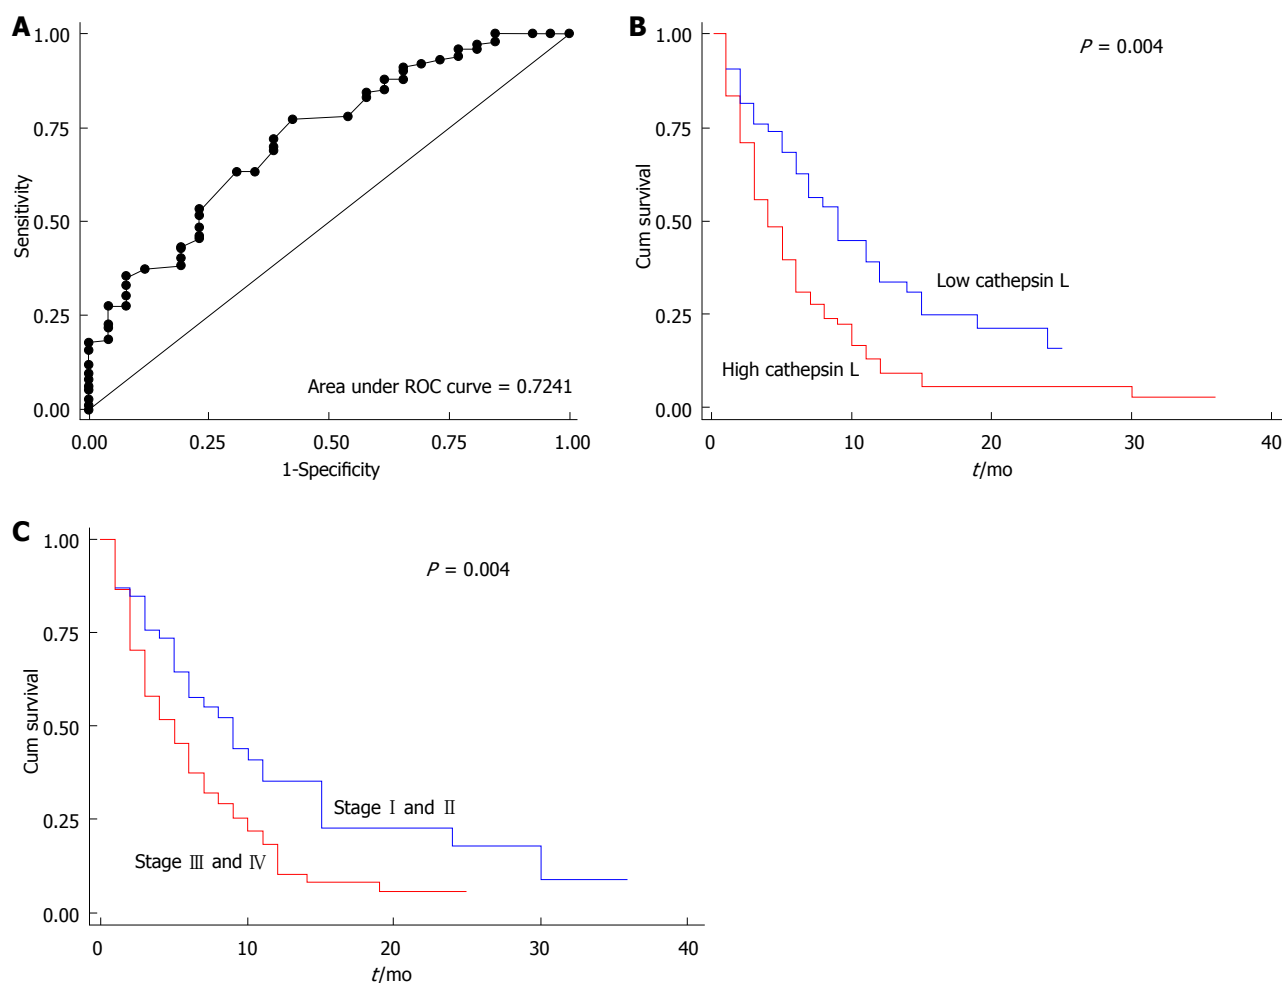 A
1.00
0.75
0.50
0.25
0.00
Sensitivity
Area under ROC curve = 0.7241
0.00 0.25 0.50 0.75 1.00
1-Specificity
B
1.00
0.75
0.50
0.25
0.00
Cum survival
P = 0.004
Low cathepsin L
High cathepsin L
0 10 20 30 40
t/mo
C
1.00
0.75
0.50
0.25
0.00
Cum survival
P = 0.004
Stage Ⅰ and Ⅱ
Stage Ⅲ and Ⅳ
0 10 20 30 40
t/mo